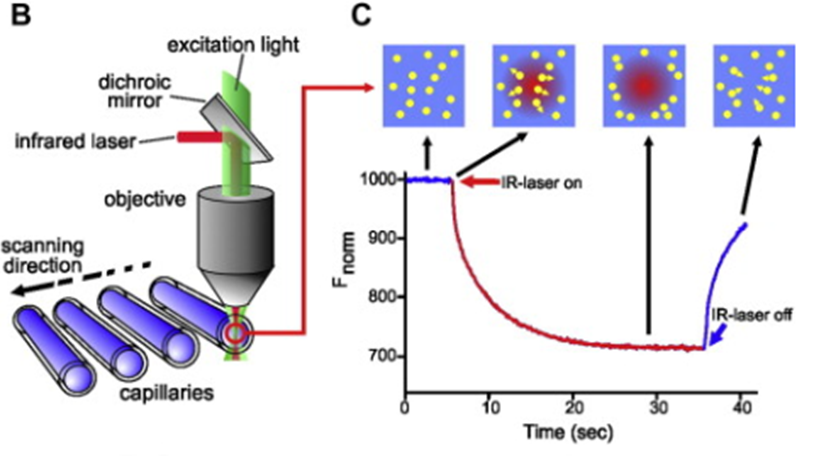 B
excitation light
dichroic
mirror
infrared laser
objective
scanning
direction
capillaries
C
1000
900
800
700
F norm
IR-laser on
IR-laser off
0
10
20
30
40
Time (sec)